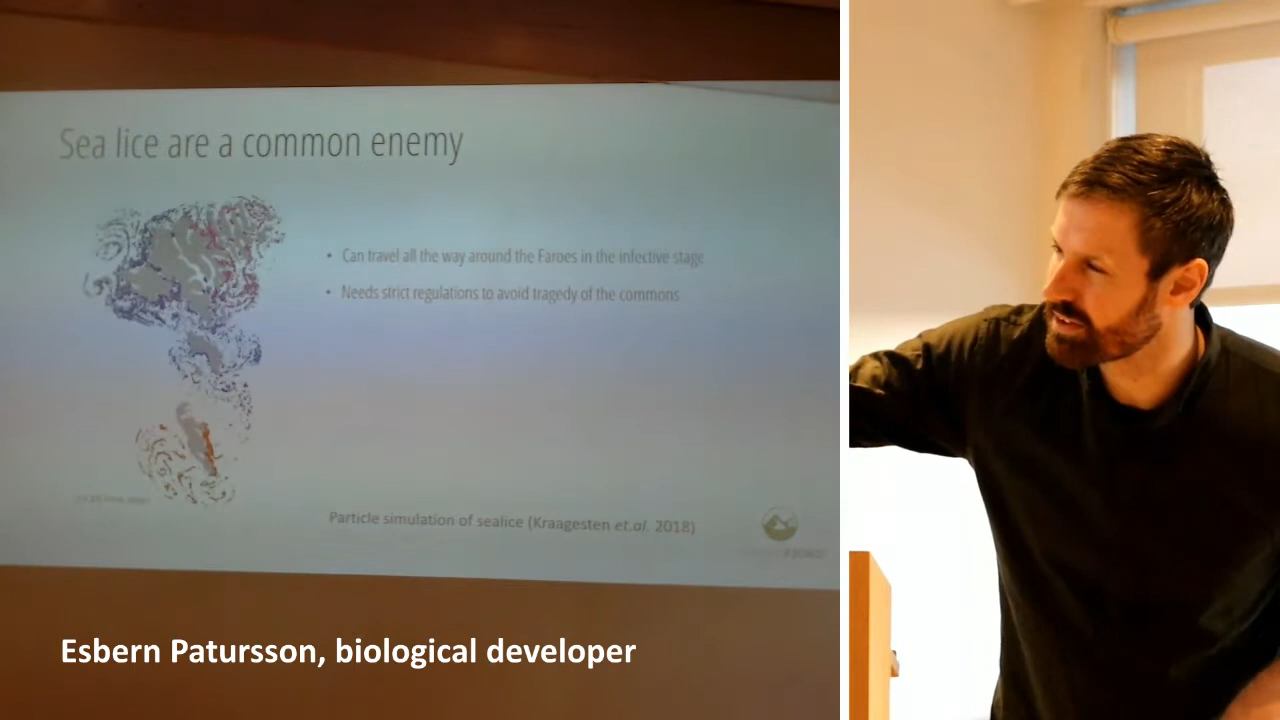 Sea lice are a common enemy
• Can travel all the way around the Faroes in the infective stage
• Needs strict regulations to avoid tragedy of the commons
Particle simulation of sealice (Kraagesten et.al. 2018)
Esbern Patursson, biological developer